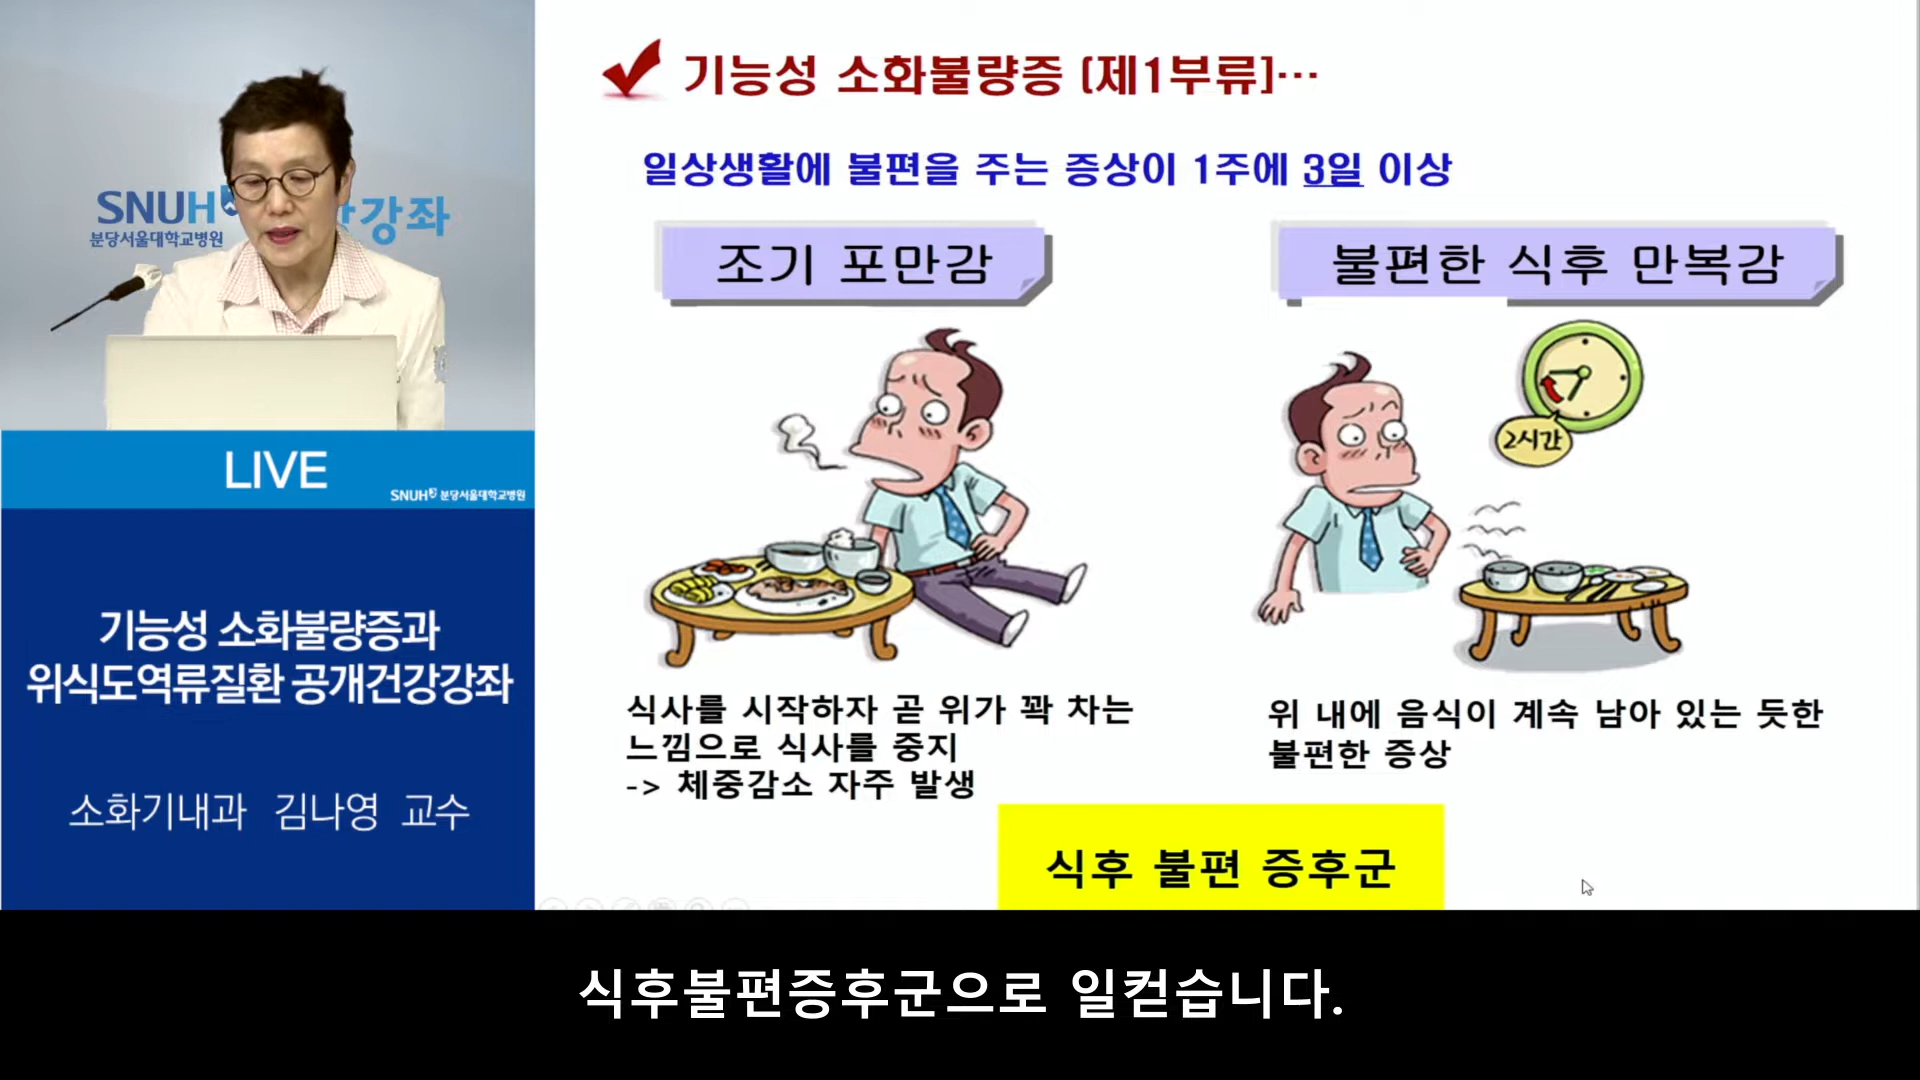 기능성 소화불량증 [제1부류]…
일상생활에 불편을 주는 증상이 1주에 3일 이상
조기 포만감
불편한 식후 만복감
2시간
식사를 시작하자 곧 위가 꽉 차는
느낌으로 식사를 중지
-> 체중감소 자주 발생
위 내에 음식이 계속 남아 있는 듯한
불편한 증상
식후 불편 증후군
SNUH
분당서울대학교병원
강좌
LIVE
SNUH 분당서울대학교병원
기능성 소화불량증과
위식도역류질환 공개건강강좌
소화기내과 김나영 교수
식후불편증후군으로 일컫습니다.